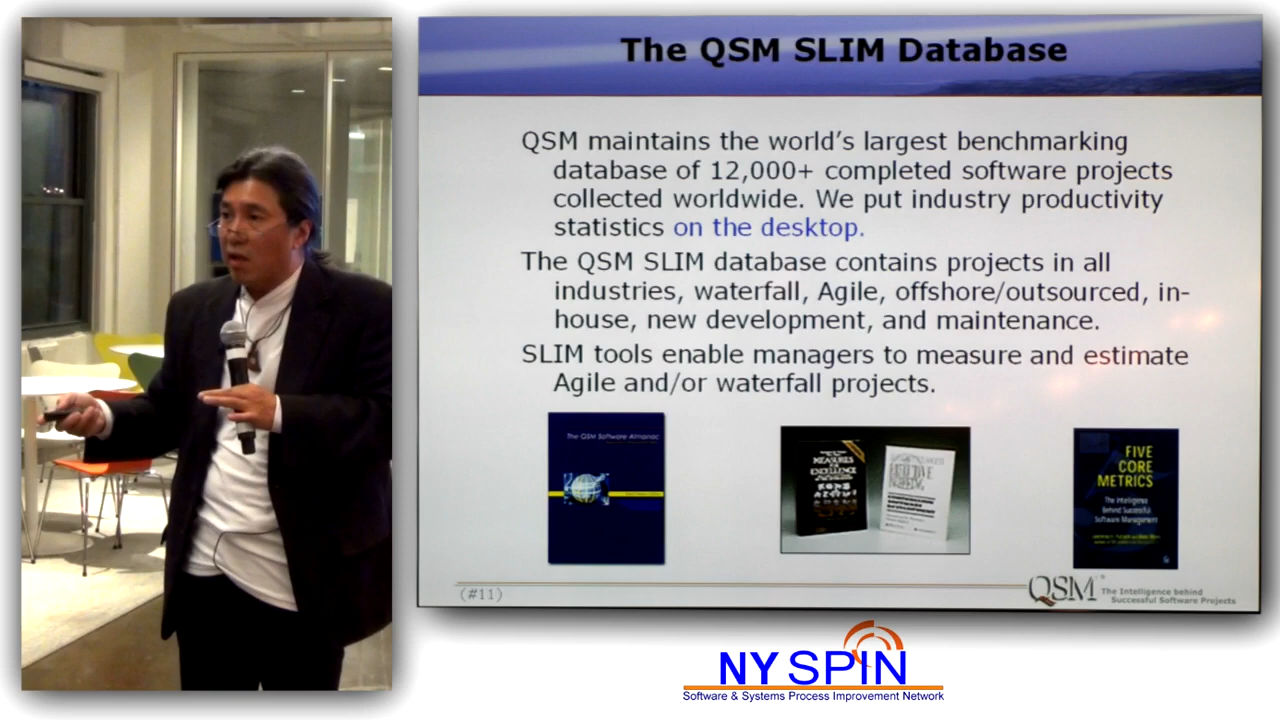 The QSM SLIM Database
QSM maintains the world's largest benchmarking
database of 12,000+ completed software projects
collected worldwide. We put industry productivity
statistics on the desktop.
The QSM SLIM database contains projects in all
industries, waterfall, Agile, offshore/outsourced, in-
house, new development, and maintenance.
SLIM tools enable managers to measure and estimate
Agile and/or waterfall projects.
The QSM Software Almanac
MEASURES
FOR
EXCELLENCE
FIVE
CORE
METRICS
The Intelligence
Behind Successful
Software Management
(#11)
QSM®
The Intelligence behind
Successful Software Projects
NY SPIN
Software & Systems Process Improvement Network